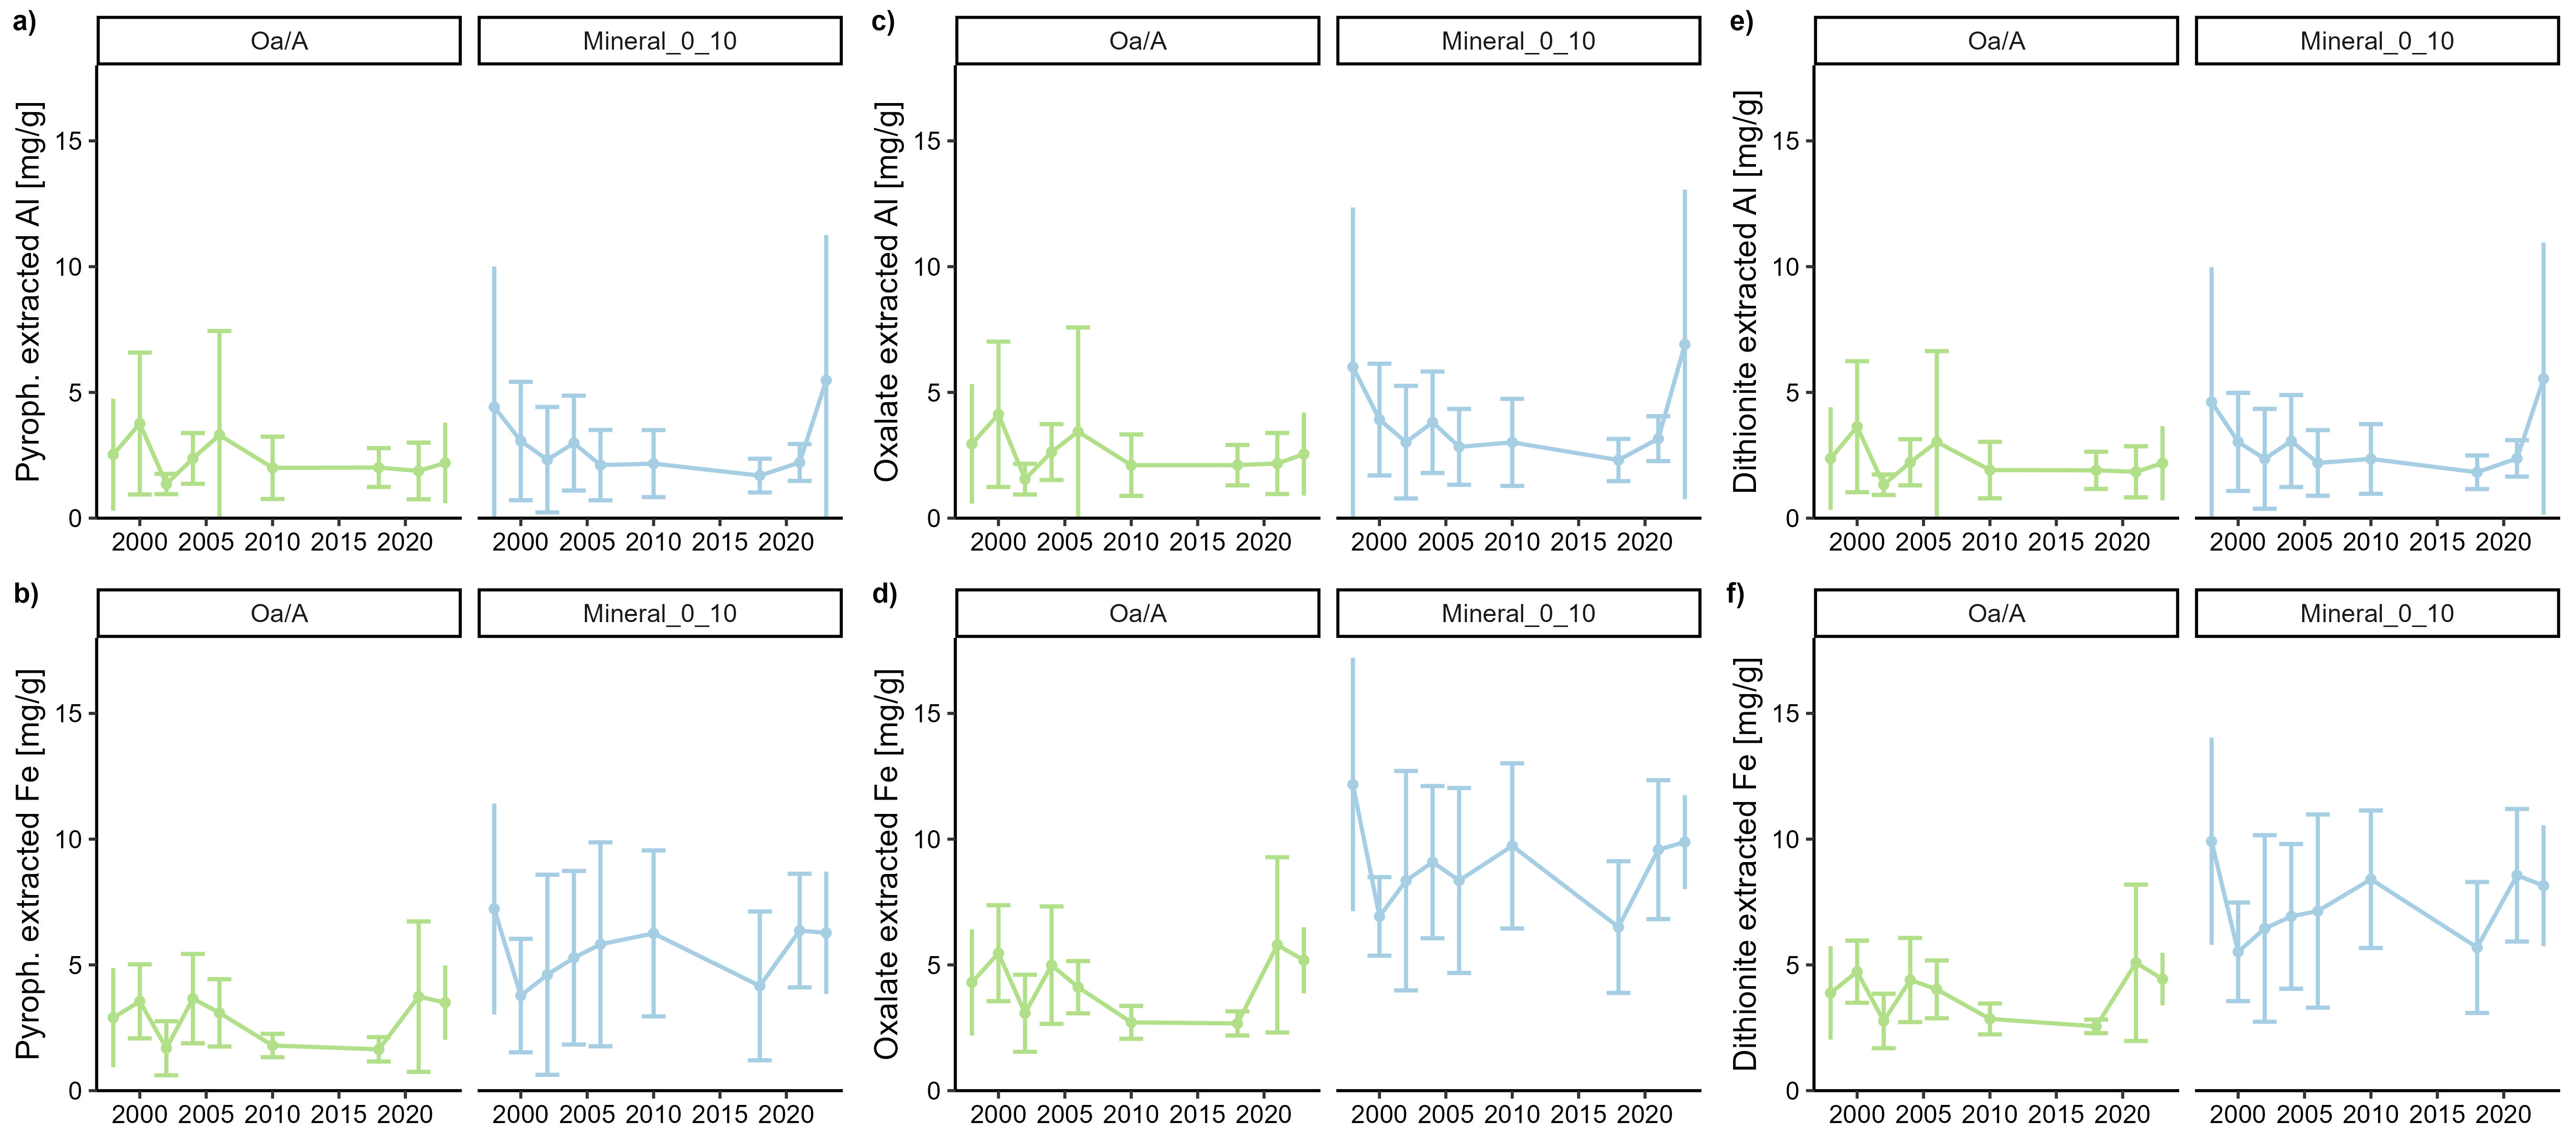 a)
Oa/A
Mineral_0_10
Pyroph. extracted Al [mg/g]
15
10
5
0
2000 2005 2010 2015 2020
2000 2005 2010 2015 2020
c)
Oa/A
Mineral_0_10
Oxalate extracted Al [mg/g]
15
10
5
0
2000 2005 2010 2015 2020
2000 2005 2010 2015 2020
e)
Oa/A
Mineral_0_10
Dithionite extracted Al [mg/g]
15
10
5
0
2000 2005 2010 2015 2020
2000 2005 2010 2015 2020
b)
Oa/A
Mineral_0_10
Pyroph. extracted Fe [mg/g]
15
10
5
0
2000 2005 2010 2015 2020
2000 2005 2010 2015 2020
d)
Oa/A
Mineral_0_10
Oxalate extracted Fe [mg/g]
15
10
5
0
2000 2005 2010 2015 2020
2000 2005 2010 2015 2020
f)
Oa/A
Mineral_0_10
Dithionite extracted Fe [mg/g]
15
10
5
0
2000 2005 2010 2015 2020
2000 2005 2010 2015 2020